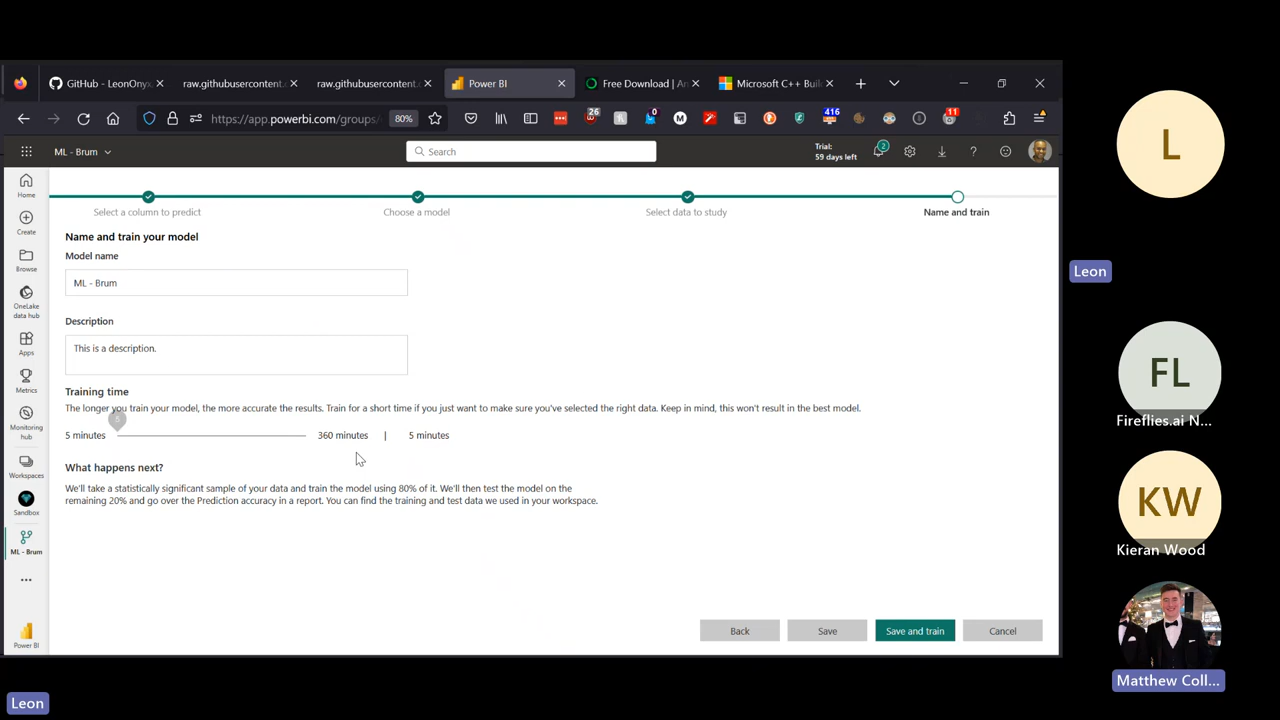 GitHub - LeonOnyx
raw.githubusercontent.c
raw.githubusercontent.c
Power BI
Free Download | An
Microsoft C++ Buil
https://app.powerbi.com/groups/
80%
26
0
M
416
11
ML - Brum
Search
Trial:
59 days left
2
Home
Create
Browse
OneLake
data hub
Apps
Metrics
Monitoring
hub
Workspaces
Sandbox
ML - Brum
Power BI
Select a column to predict
Choose a model
Select data to study
Name and train
Name and train your model
Model name
ML - Brum
Description
This is a description.
Training time
The longer you train your model, the more accurate the results. Train for a short time if you just want to make sure you've selected the right data. Keep in mind, this won't result in the best model.
5
5 minutes
360 minutes | 5 minutes
What happens next?
We'll take a statistically significant sample of your data and train the model using 80% of it. We'll then test the model on the
remaining 20% and go over the Prediction accuracy in a report. You can find the training and test data we used in your workspace.
Back
Save
Save and train
Cancel
L
Leon
FL
Fireflies.ai N...
KW
Kieran Wood
Matthew Coll...
Leon